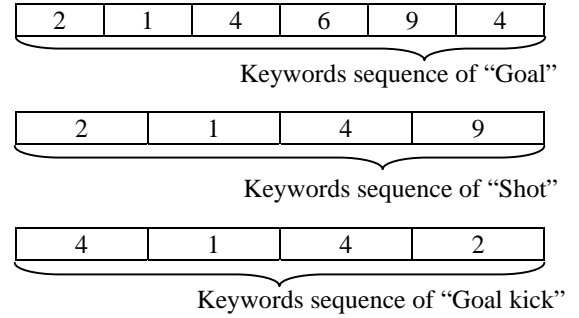 2 1 4 6 9 4
Keywords sequence of “Goal”
2 1 4 9
Keywords sequence of “Shot”
4 1 4 2
Keywords sequence of “Goal kick”